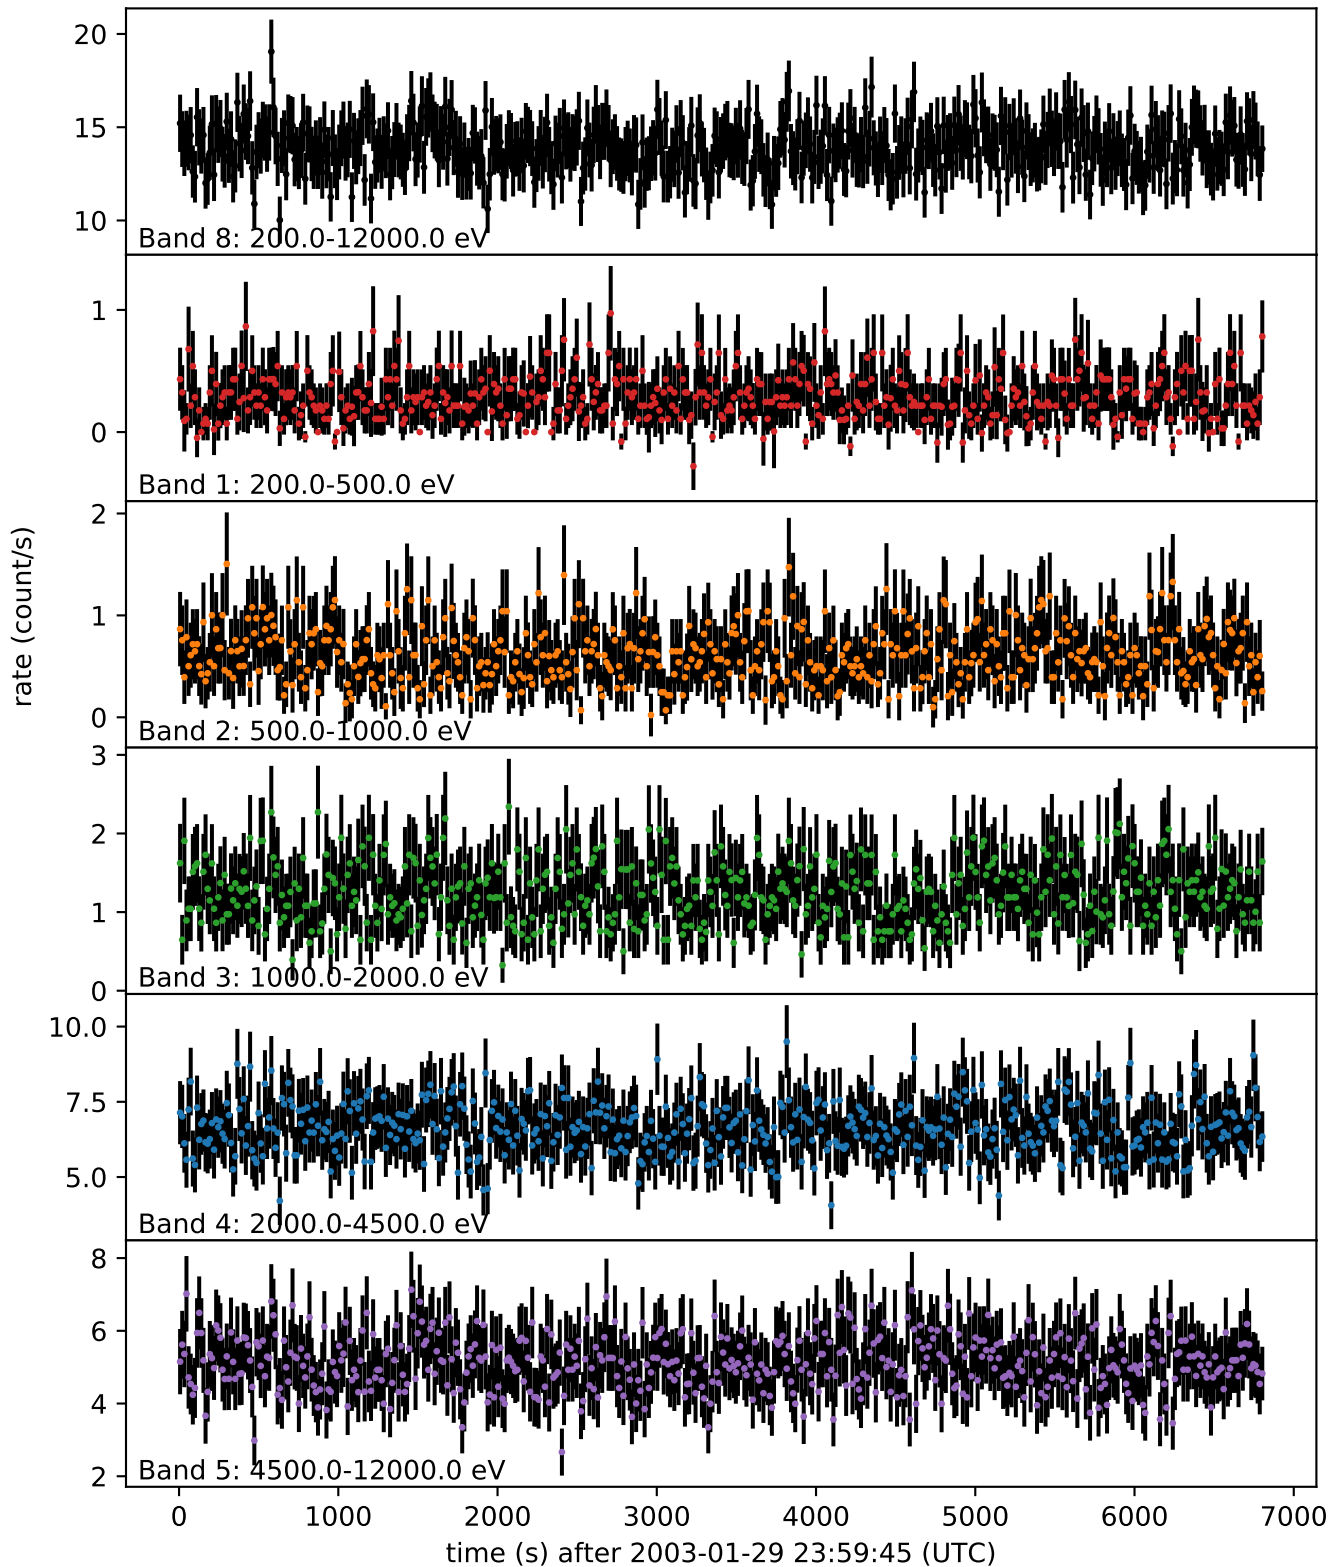 20
15
10
Band 8: 200.0-12000.0 eV
1
0
Band 1: 200.0-500.0 eV
2
1
0
Band 2: 500.0-1000.0 eV
rate (count/s)
3
2
1
0
Band 3: 1000.0-2000.0 eV
10.0
7.5
5.0
Band 4: 2000.0-4500.0 eV
8
6
4
2
Band 5: 4500.0-12000.0 eV
0 1000 2000 3000 4000 5000 6000 7000
time (s) after 2003-01-29 23:59:45 (UTC)